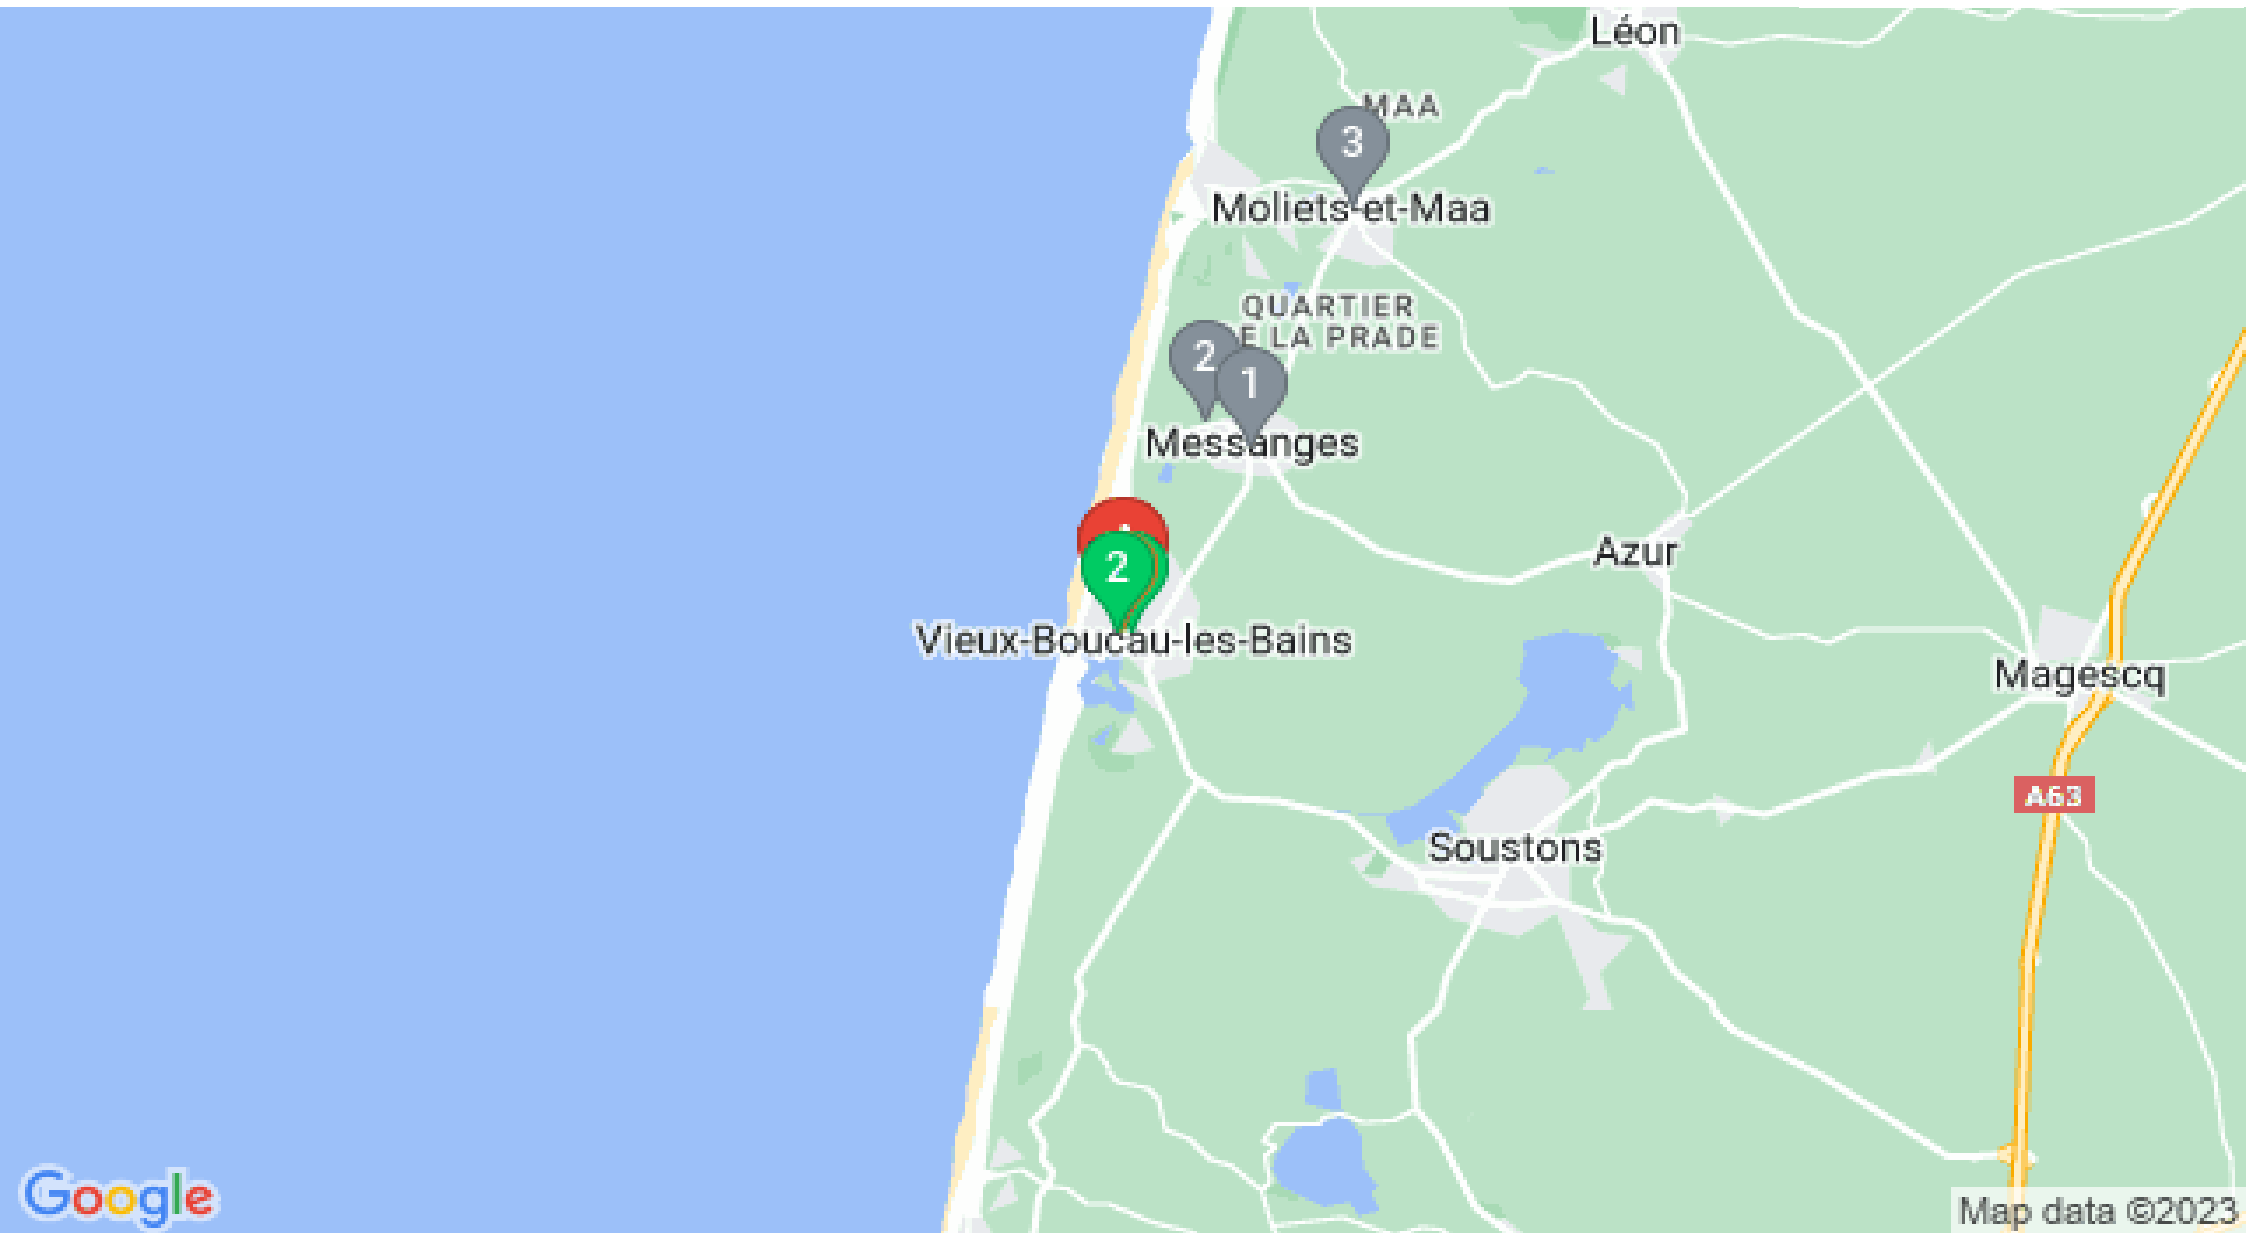 Léon
MAA
3
Moliets-et-Maa
QUARTIER
E LA PRADE
2
1
Messanges
2
Azur
Vieux-Boucau-les-Bains
Magescq
A63
Soustons
Google
Map data ©2023